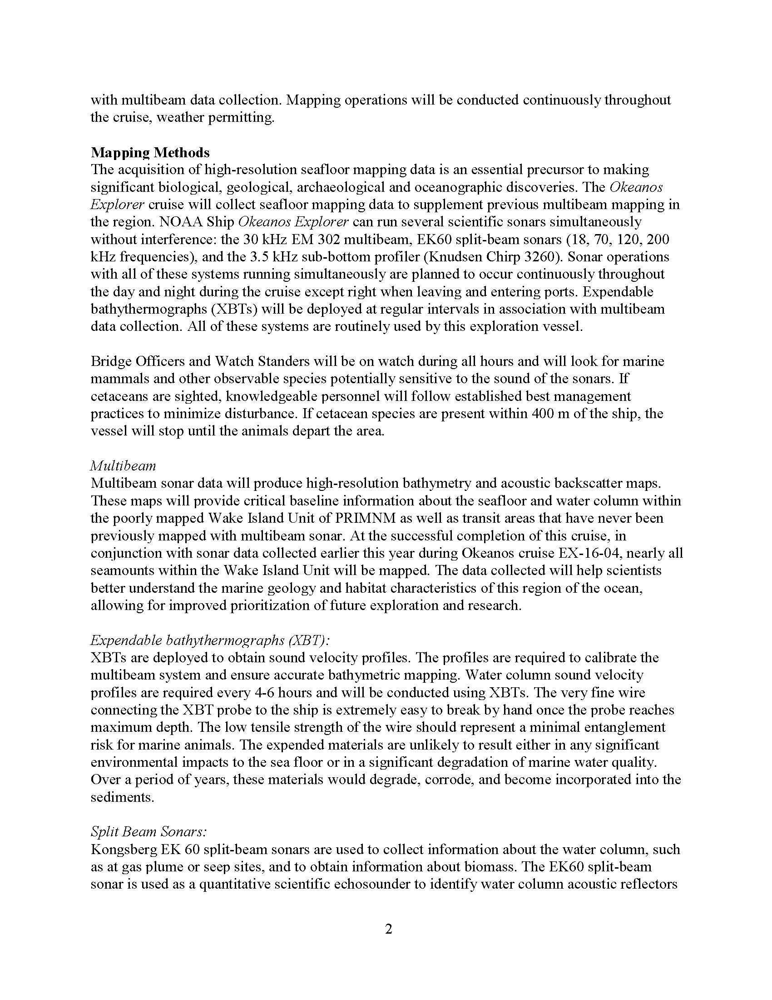 with multibeam data collection. Mapping operations will be conducted continuously throughout
the cruise, weather permitting.
Mapping Methods
The acquisition of high-resolution seafloor mapping data is an essential precursor to making
significant biological, geological, archaeological and oceanographic discoveries. The Okeanos
Explorer cruise will collect seafloor mapping data to supplement previous multibeam mapping in
the region. NOAA Ship Okeanos Explorer can run several scientific sonars simultaneously
without interference: the 30 kHz EM 302 multibeam, EK60 split-beam sonars (18, 70, 120, 200
kHz frequencies), and the 3.5 kHz sub-bottom profiler (Knudsen Chirp 3260). Sonar operations
with all of these systems running simultaneously are planned to occur continuously throughout
the day and night during the cruise except right when leaving and entering ports. Expendable
bathythermographs (XBTs) will be deployed at regular intervals in association with multibeam
data collection. All of these systems are routinely used by this exploration vessel.
Bridge Officers and Watch Standers will be on watch during all hours and will look for marine
mammals and other observable species potentially sensitive to the sound of the sonars. If
cetaceans are sighted, knowledgeable personnel will follow established best management
practices to minimize disturbance. If cetacean species are present within 400 m of the ship, the
vessel will stop until the animals depart the area.
Multibeam
Multibeam sonar data will produce high-resolution bathymetry and acoustic backscatter maps.
These maps will provide critical baseline information about the seafloor and water column within
the poorly mapped Wake Island Unit of PRIMNM as well as transit areas that have never been
previously mapped with multibeam sonar. At the successful completion of this cruise, in
conjunction with sonar data collected earlier this year during Okeanos cruise EX-16-04, nearly all
seamounts within the Wake Island Unit will be mapped. The data collected will help scientists
better understand the marine geology and habitat characteristics of this region of the ocean,
allowing for improved prioritization of future exploration and research.
Expendable bathythermographs (XBT):
XBTs are deployed to obtain sound velocity profiles. The profiles are required to calibrate the
multibeam system and ensure accurate bathymetric mapping. Water column sound velocity
profiles are required every 4-6 hours and will be conducted using XBTs. The very fine wire
connecting the XBT probe to the ship is extremely easy to break by hand once the probe reaches
maximum depth. The low tensile strength of the wire should represent a minimal entanglement
risk for marine animals. The expended materials are unlikely to result either in any significant
environmental impacts to the sea floor or in a significant degradation of marine water quality.
Over a period of years, these materials would degrade, corrode, and become incorporated into the
sediments.
Split Beam Sonars:
Kongsberg EK 60 split-beam sonars are used to collect information about the water column, such
as at gas plume or seep sites, and to obtain information about biomass. The EK60 split-beam
sonar is used as a quantitative scientific echosounder to identify water column acoustic reflectors
2